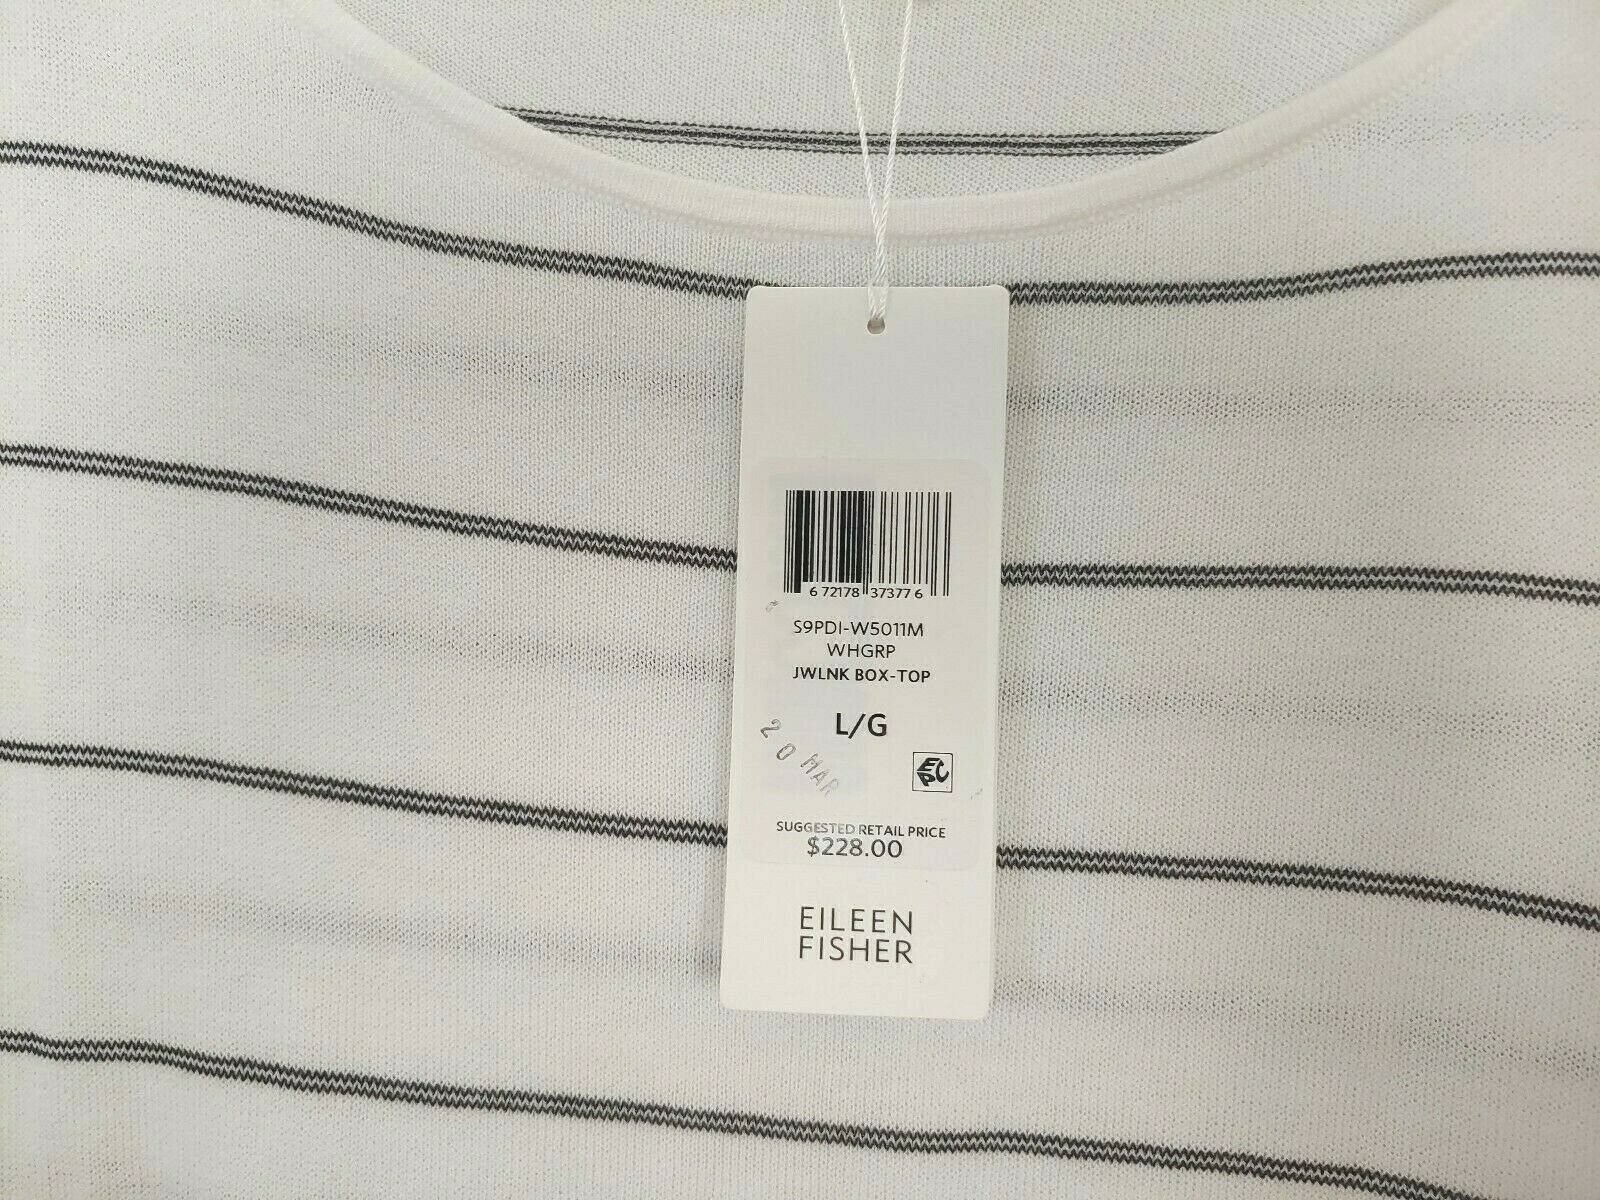 6 72178 37377 6
S9PDI-W5011M
WHGRP
JWLNK BOX-TOP
L/G
20 MAR
EPC
SUGGESTED RETAIL PRICE
$228.00
EILEEN
FISHER